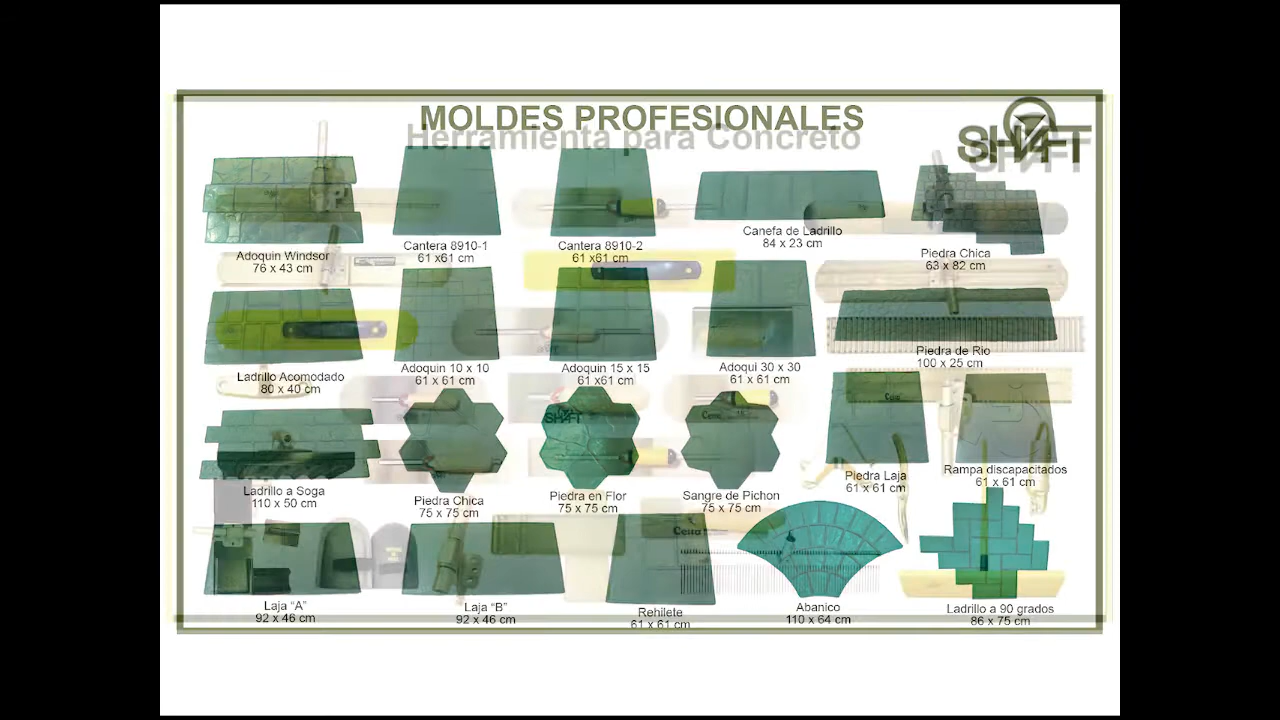 MOLDES PROFESIONALES
Herramienta para Concreto
SHAFT
SHAFT
Adoquin Windsor
76 x 43 cm
Cantera 8910-1
61 x61 cm
Cantera 8910-2
61 x61 cm
Canefa de Ladrillo
84 x 23 cm
Piedra Chica
63 x 82 cm
Ladrillo Acomodado
80 x 40 cm
Adoquin 10 x 10
61 x 61 cm
Adoquin 15 x 15
61 x61 cm
Adoqui 30 x 30
61 x 61 cm
Piedra de Rio
100 x 25 cm
Ladrillo a Soga
110 x 50 cm
Piedra Chica
75 x 75 cm
SHAFT
Piedra en Flor
75 x 75 cm
Sangre de Pichon
75 x 75 cm
Piedra Laja
61 x 61 cm
Rampa discapacitados
61 x 61 cm
Laja “A”
92 x 46 cm
Laja “B”
92 x 46 cm
Rehilete
61 x 61 cm
Abanico
110 x 64 cm
Ladrillo a 90 grados
86 x 75 cm